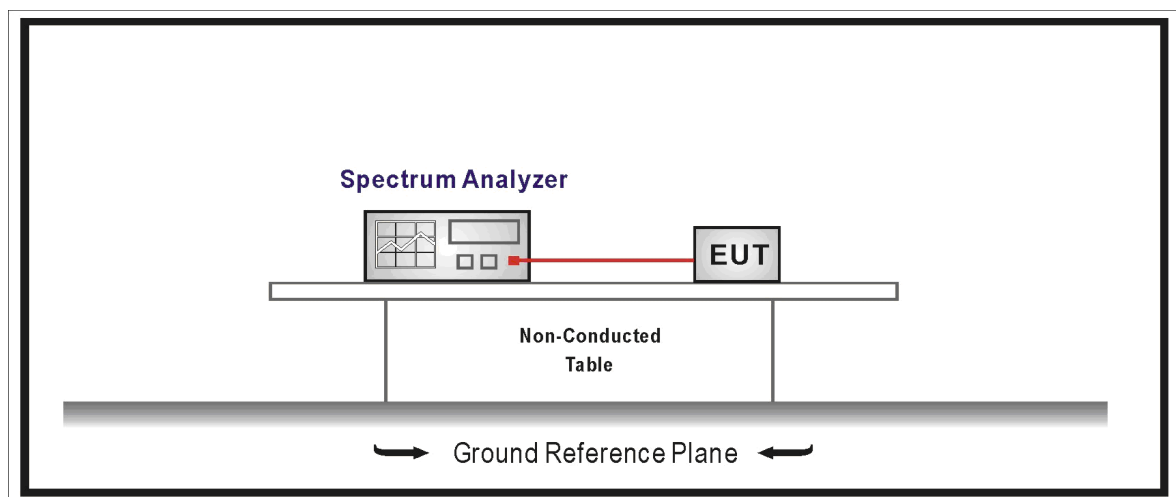 Spectrum Analyzer
EUT
Non-Conducted
Table
Ground Reference Plane